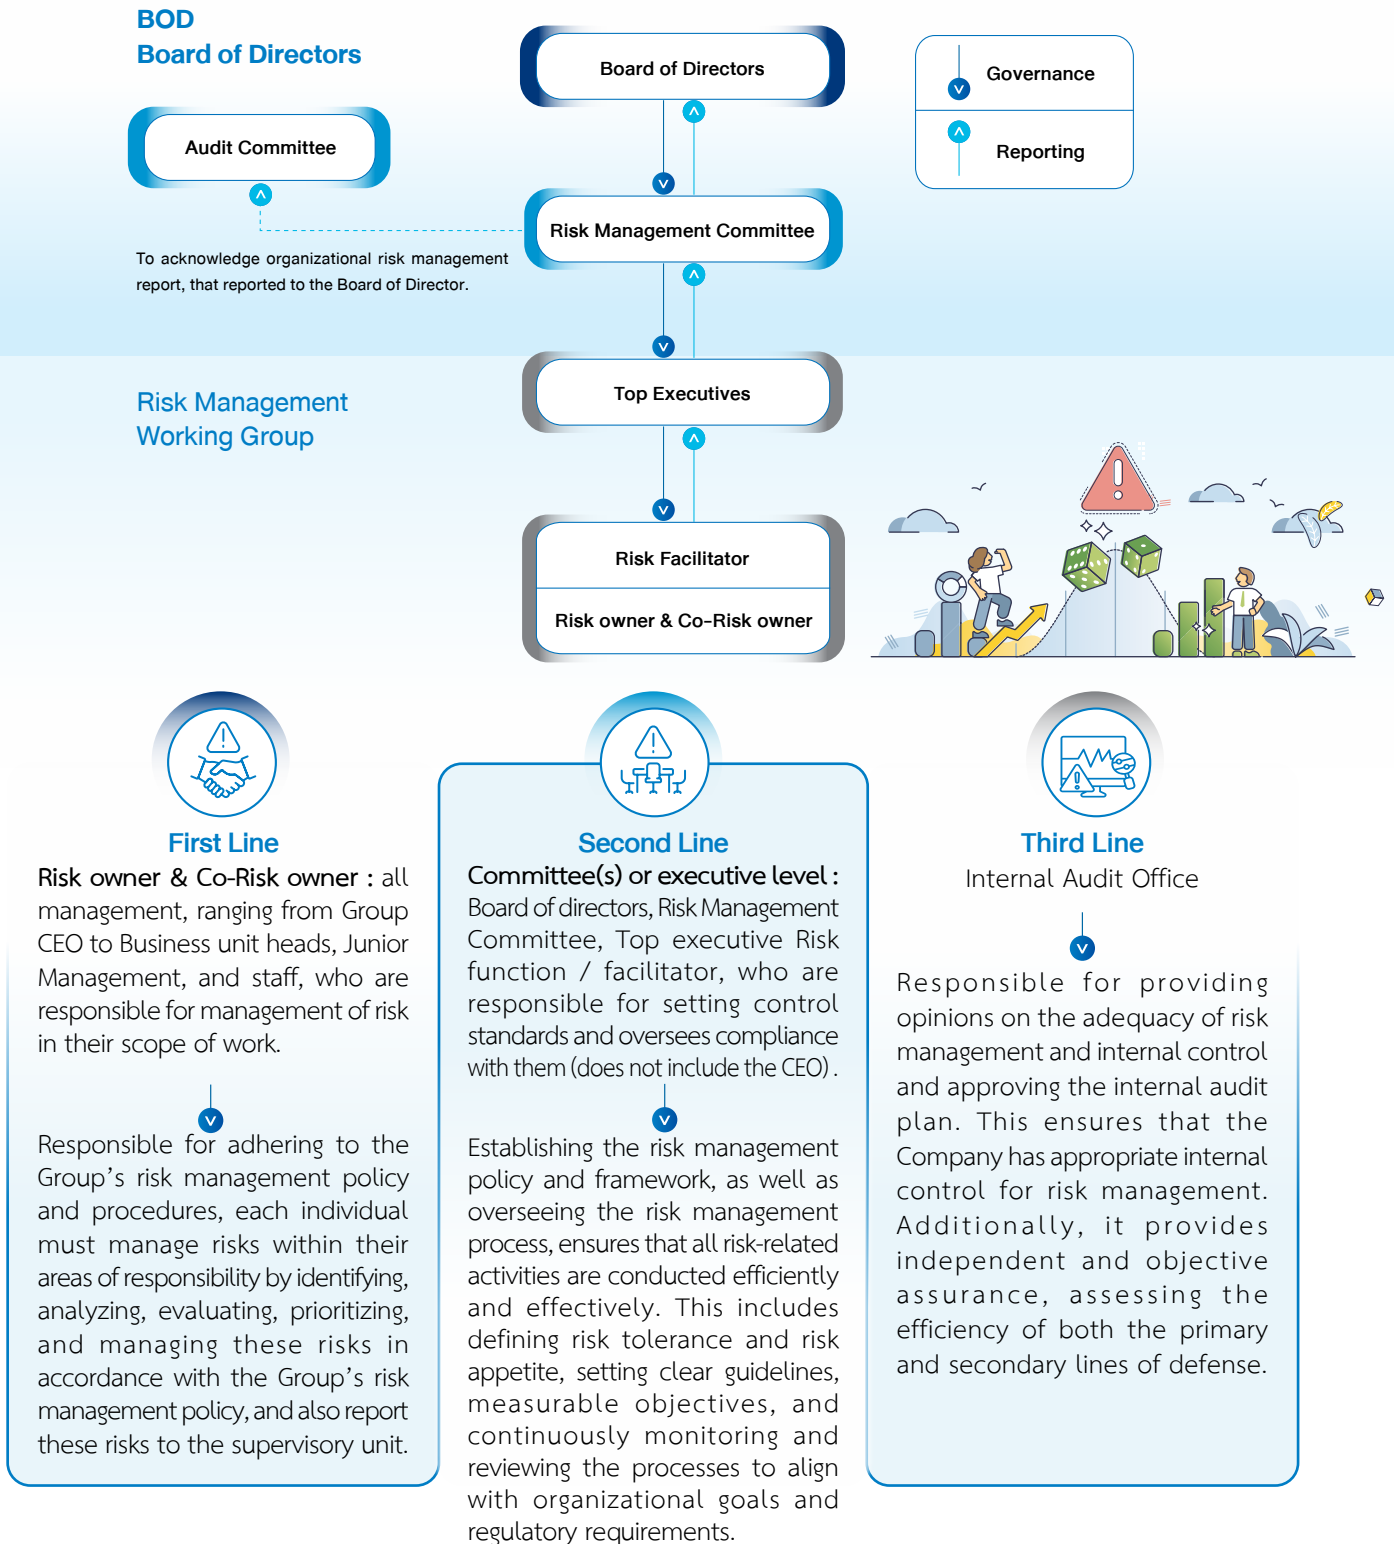 BOD
Board of Directors
Board of Directors
Governance
Reporting
Audit Committee
Risk Management Committee
To acknowledge organizational risk management
report, that reported to the Board of Director.
Risk Management
Working Group
Top Executives
Risk Facilitator
Risk owner & Co-Risk owner
First Line
Risk owner & Co-Risk owner : all
management, ranging from Group
CEO to Business unit heads, Junior
Management, and staff, who are
responsible for management of risk
in their scope of work.
Responsible for adhering to the
Group's risk management policy
and procedures, each individual
must manage risks within their
areas of responsibility by identifying,
analyzing, evaluating, prioritizing,
and managing these risks in
accordance with the Group's risk
management policy, and also report
these risks to the supervisory unit.
Second Line
Committee(s) or executive level :
Board of directors, Risk Management
Committee, Top executive Risk
function / facilitator, who are
responsible for setting control
standards and oversees compliance
with them (does not include the CEO) .
Establishing the risk management
policy and framework, as well as
overseeing the risk management
process, ensures that all risk-related
activities are conducted efficiently
and effectively. This includes
defining risk tolerance and risk
appetite, setting clear guidelines,
measurable objectives, and
continuously monitoring and
reviewing the processes to align
with organizational goals and
regulatory requirements.
Third Line
Internal Audit Office
Responsible for providing
opinions on the adequacy of risk
management and internal control
and approving the internal audit
plan. This ensures that the
Company has appropriate internal
control for risk management.
Additionally, it provides
independent and objective
assurance, assessing the
efficiency of both the primary
and secondary lines of defense.